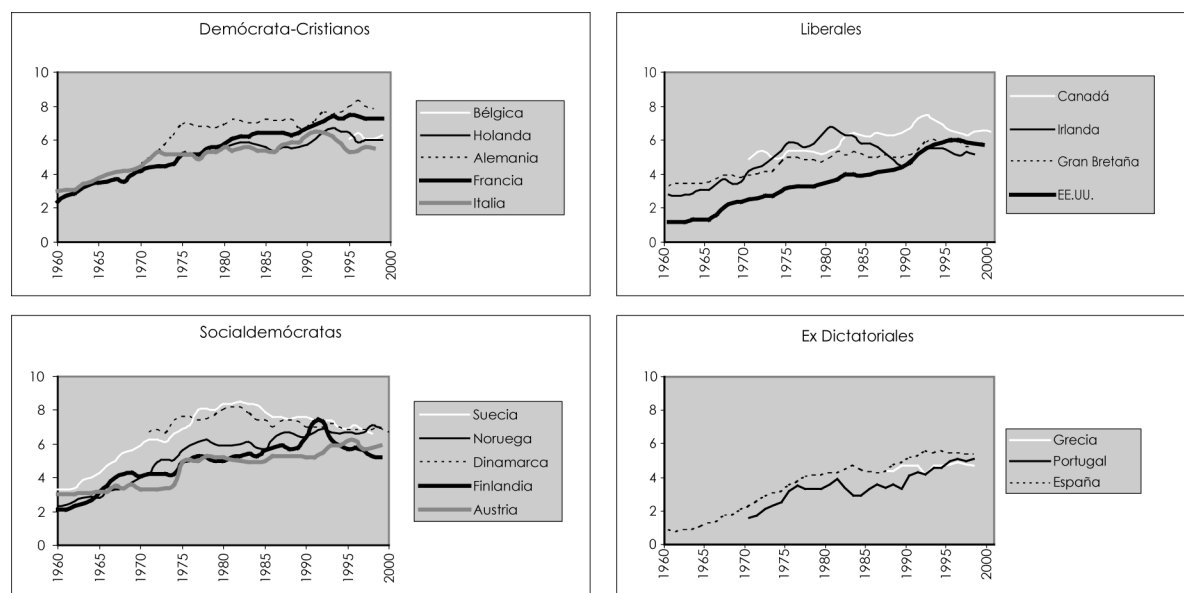 Demócrata-Cristianos
10
8
6
4
2
0
1960
1965
1970
1975
1980
1985
1990
1995
2000
Bélgica
Holanda
Alemania
Francia
Italia
Liberales
10
8
6
4
2
0
1960
1965
1970
1975
1980
1985
1990
1995
2000
Canadá
Irlanda
Gran Bretaña
EE.UU.
Socialdemócratas
10
8
6
4
2
0
1960
1965
1970
1975
1980
1985
1990
1995
2000
Suecia
Noruega
Dinamarca
Finlandia
Austria
Ex Dictatoriales
10
8
6
4
2
0
1960
1965
1970
1975
1980
1985
1990
1995
2000
Grecia
Portugal
España